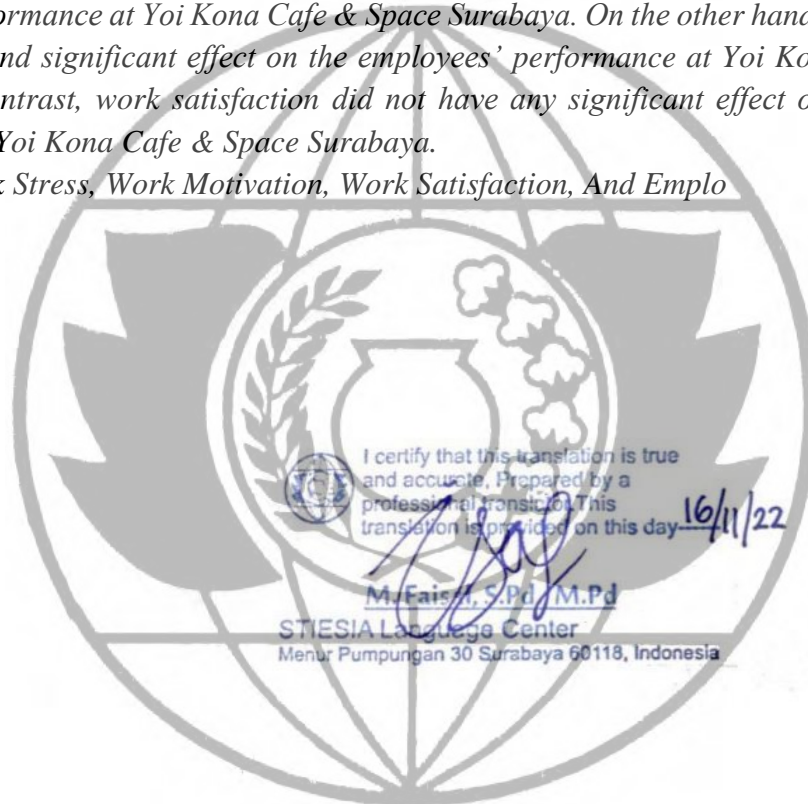 ormance at Yoi Kona Cafe & Space Surabaya. On the other hand
nd significant effect on the employees’ performance at Yoi Ko
ntrast, work satisfaction did not have any significant effect o
Yoi Kona Cafe & Space Surabaya.
Stress, Work Motivation, Work Satisfaction, And Emplo
I certify that this translation is true
and accurate, Prepared by a
professional This
translation is provided on this day 16/11/22
M. Faisal, S.Pd, M.Pd
STIESIA Language Center
Menur Pumpungan 30 Surabaya 60118, Indonesia